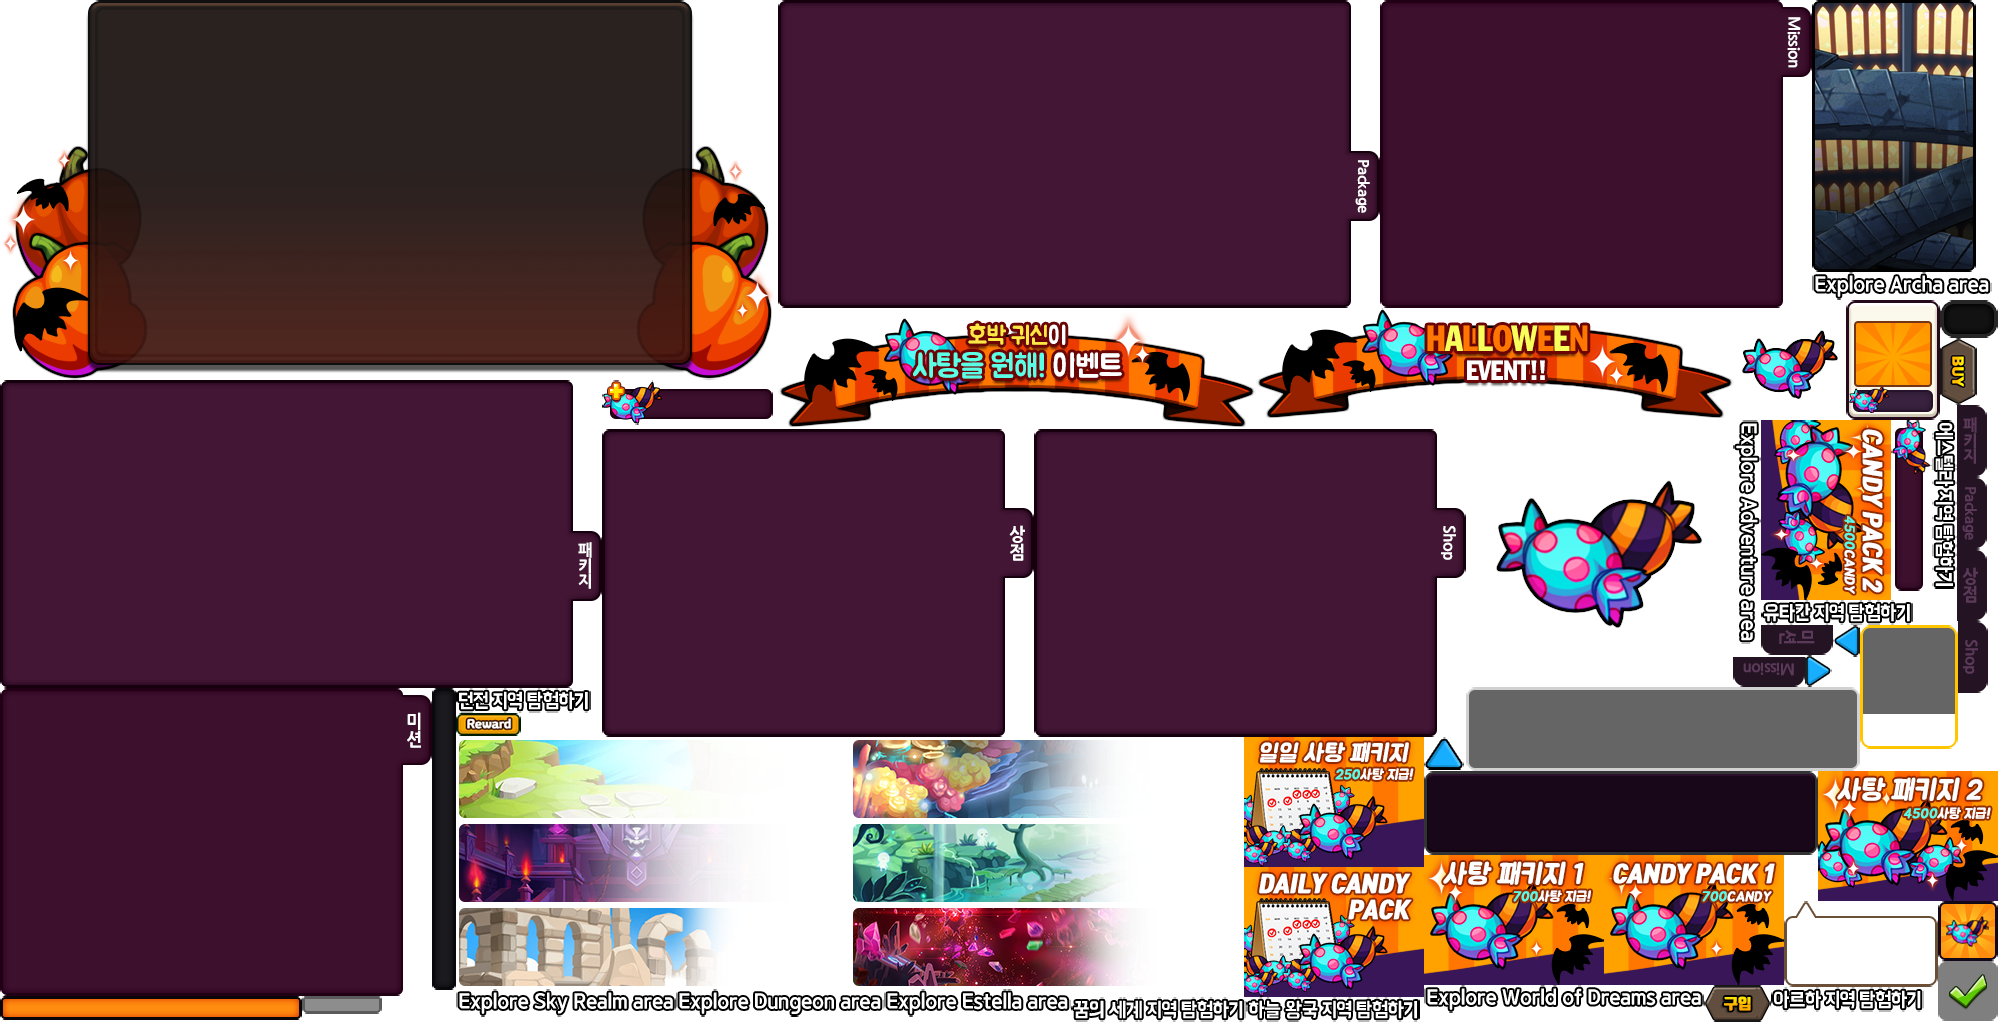 Mission
Package
Explore Archa area
호박 귀신이
사탕을 원해! 이벤트
HALLOWEEN
EVENT!!
BUY
패키지
Package
상점
Shop
에스텔라 지역 탐험하기
CANDY PACK 2
4500CANDY
Explore Adventure area
유타칸 지역 탐험하기
미션
Mission
패키지
상점
Shop
미션
던전 지역 탐험하기
Reward
일일 사탕 패키지
250사탕 지급!
DAILY CANDY
PACK
사탕 패키지 2
4500사탕 지급!
사탕 패키지 1
700사탕 지급!
CANDY PACK 1
700CANDY
Explore Sky Realm area
Explore Dungeon area
Explore Estella area
꿈의 세계 지역 탐험하기
하늘 왕국 지역 탐험하기
Explore World of Dreams area
구입
아르하 지역 탐험하기